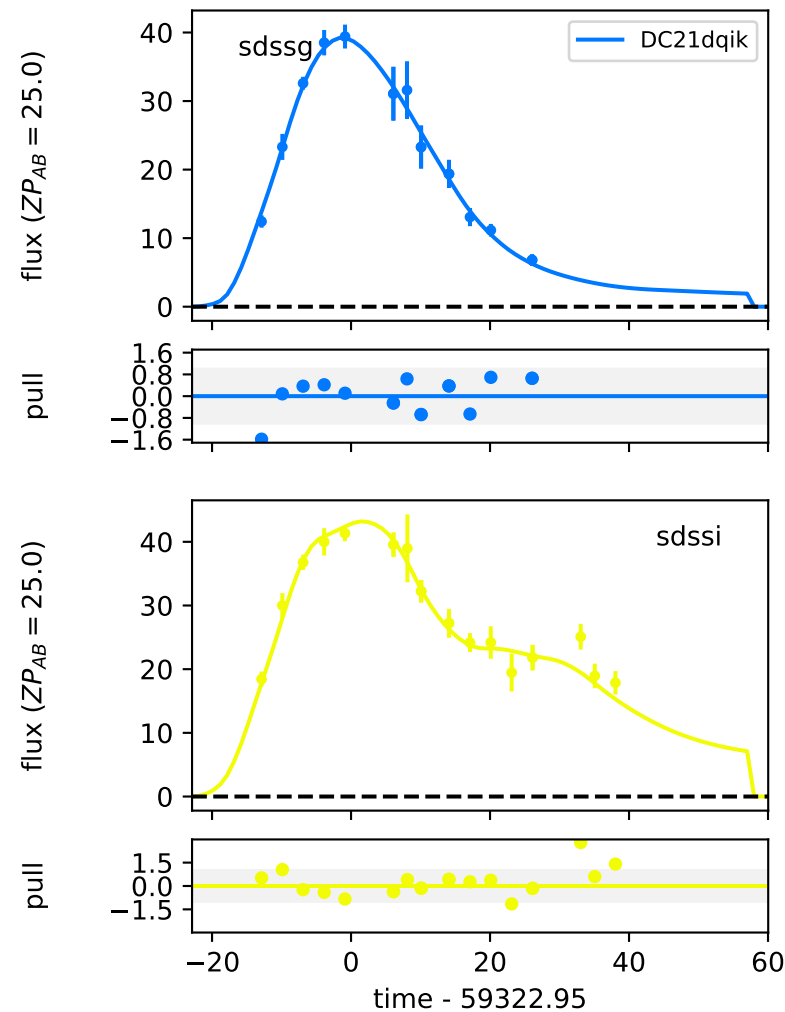 sdssg
DC21dqik
flux (ZP_AB = 25.0)
40
30
20
10
0
pull
1.6
0.8
0.0
−0.8
−1.6
sdssi
flux (ZP_AB = 25.0)
40
30
20
10
0
pull
1.5
0.0
−1.5
−20 0 20 40 60
time - 59322.95